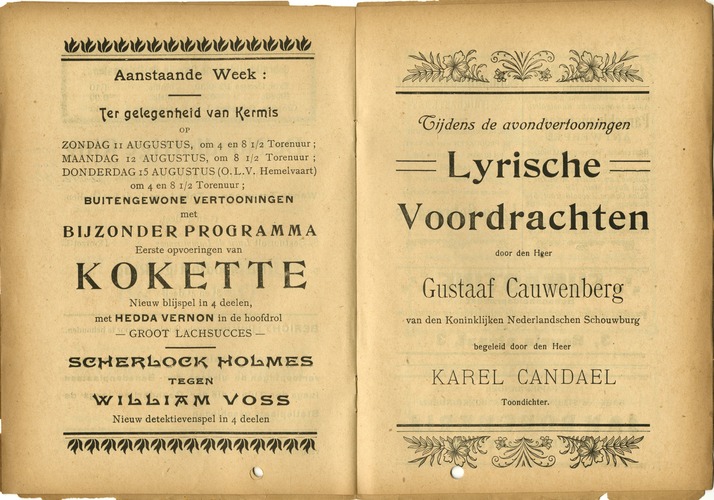 Aanstaande Week :
Ter gelegenheid van Kermis
OP
ZONDAG 11 AUGUSTUS, om 4 en 8 1/2 Torenuur ;
MAANDAG 12 AUGUSTUS, om 8 1/2 Torenuur ;
DONDERDAG 15 AUGUSTUS (O.L.V. Hemelvaart)
om 4 en 8 1/2 Torenuur ;
BUITENGEWONE VERTOONINGEN
met
BIJZONDER PROGRAMMA
Eerste opvoeringen van
KOKETTE
Nieuw blijspel in 4 deelen,
met HEDDA VERNON in de hoofdrol
— GROOT LACHSUCCES —
SCHERLOCK HOLMES
TEGEN
WILLIAM VOSS
Nieuw detektievenspel in 4 deelen
Tijdens de avondvertooningen
Lyrische
Voordrachten
door den Heer
Gustaaf Cauwenberg
van den Koninklijken Nederlandschen Schouwburg
begeleid door den Heer
KAREL CANDAEL
Toondichter.